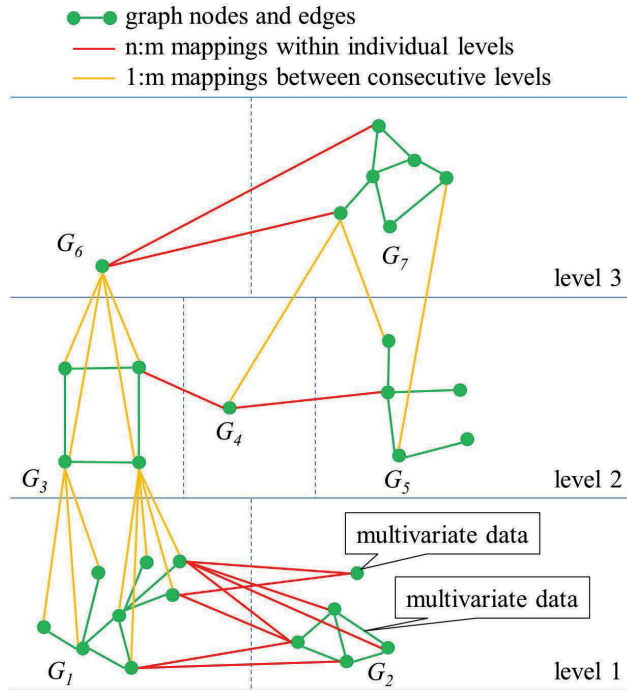 graph nodes and edges
n:m mappings within individual levels
1:m mappings between consecutive levels
G6
G7
level 3
G4
G3
G5
level 2
multivariate data
multivariate data
G1
G2
level 1